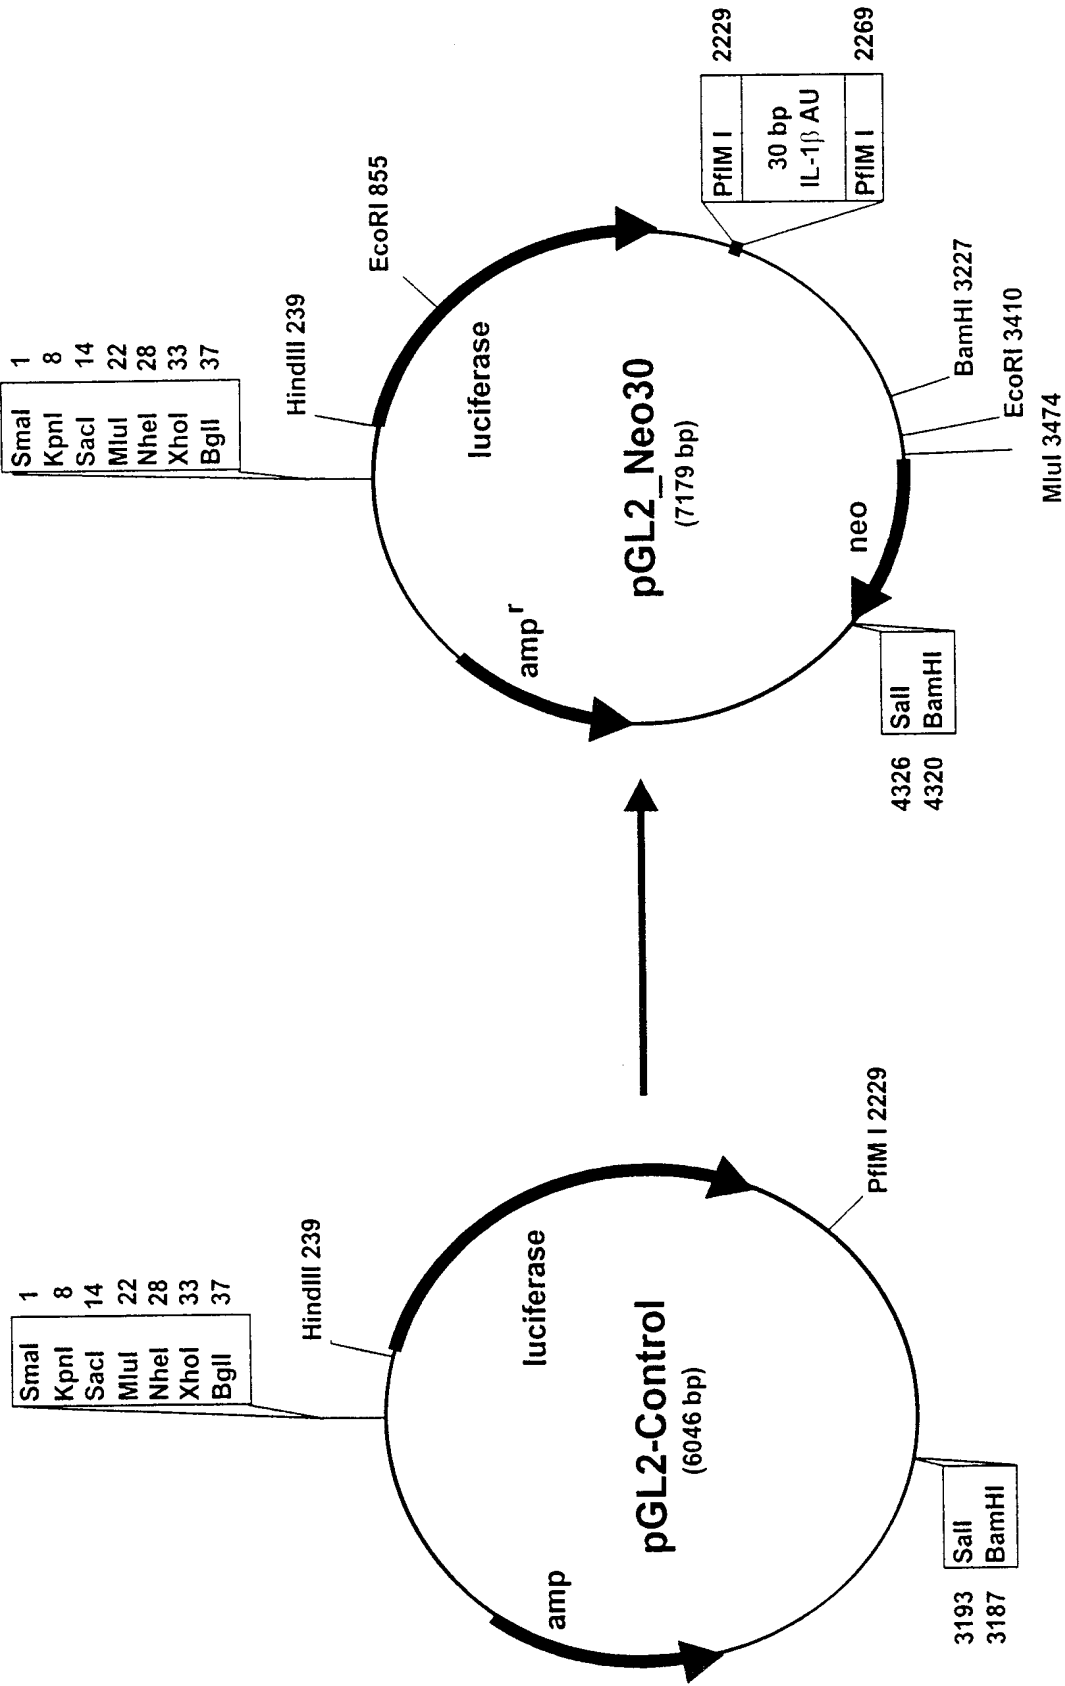 SmaI 1
KpnI 8
SacI 14
MluI 22
NheI 28
XhoI 33
BglI 37
HindIII 239
luciferase
PflM I 2229
pGL2-Control
(6046 bp)
amp
3193 SalI
3187 BamHI
SmaI 1
KpnI 8
SacI 14
MluI 22
NheI 28
XhoI 33
BglI 37
HindIII 239
EcoRI 855
luciferase
PflM I 2229
30 bp
IL-1β AU
PflM I 2269
pGL2_Neo30
(7179 bp)
BamHI 3227
EcoRI 3410
MluI 3474
neo
amp r
4326 SalI
4320 BamHI